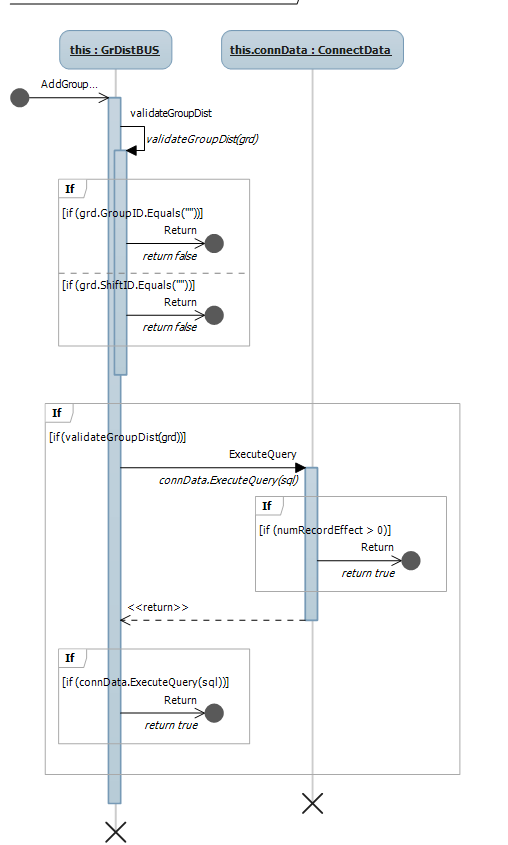 this : GrDistBUS
this.connData : ConnectData
AddGroup...
validateGroupDist
validateGroupDist(grd)
If
[if (grd.GroupID.Equals(""))]
Return
return false
[if (grd.ShiftID.Equals(""))]
Return
return false
If
[if(validateGroupDist(grd))]
ExecuteQuery
connData.ExecuteQuery(sql)
If
[if (numRecordEffect > 0)]
Return
return true
<<return>>
If
[if (connData.ExecuteQuery(sql))]
Return
return true